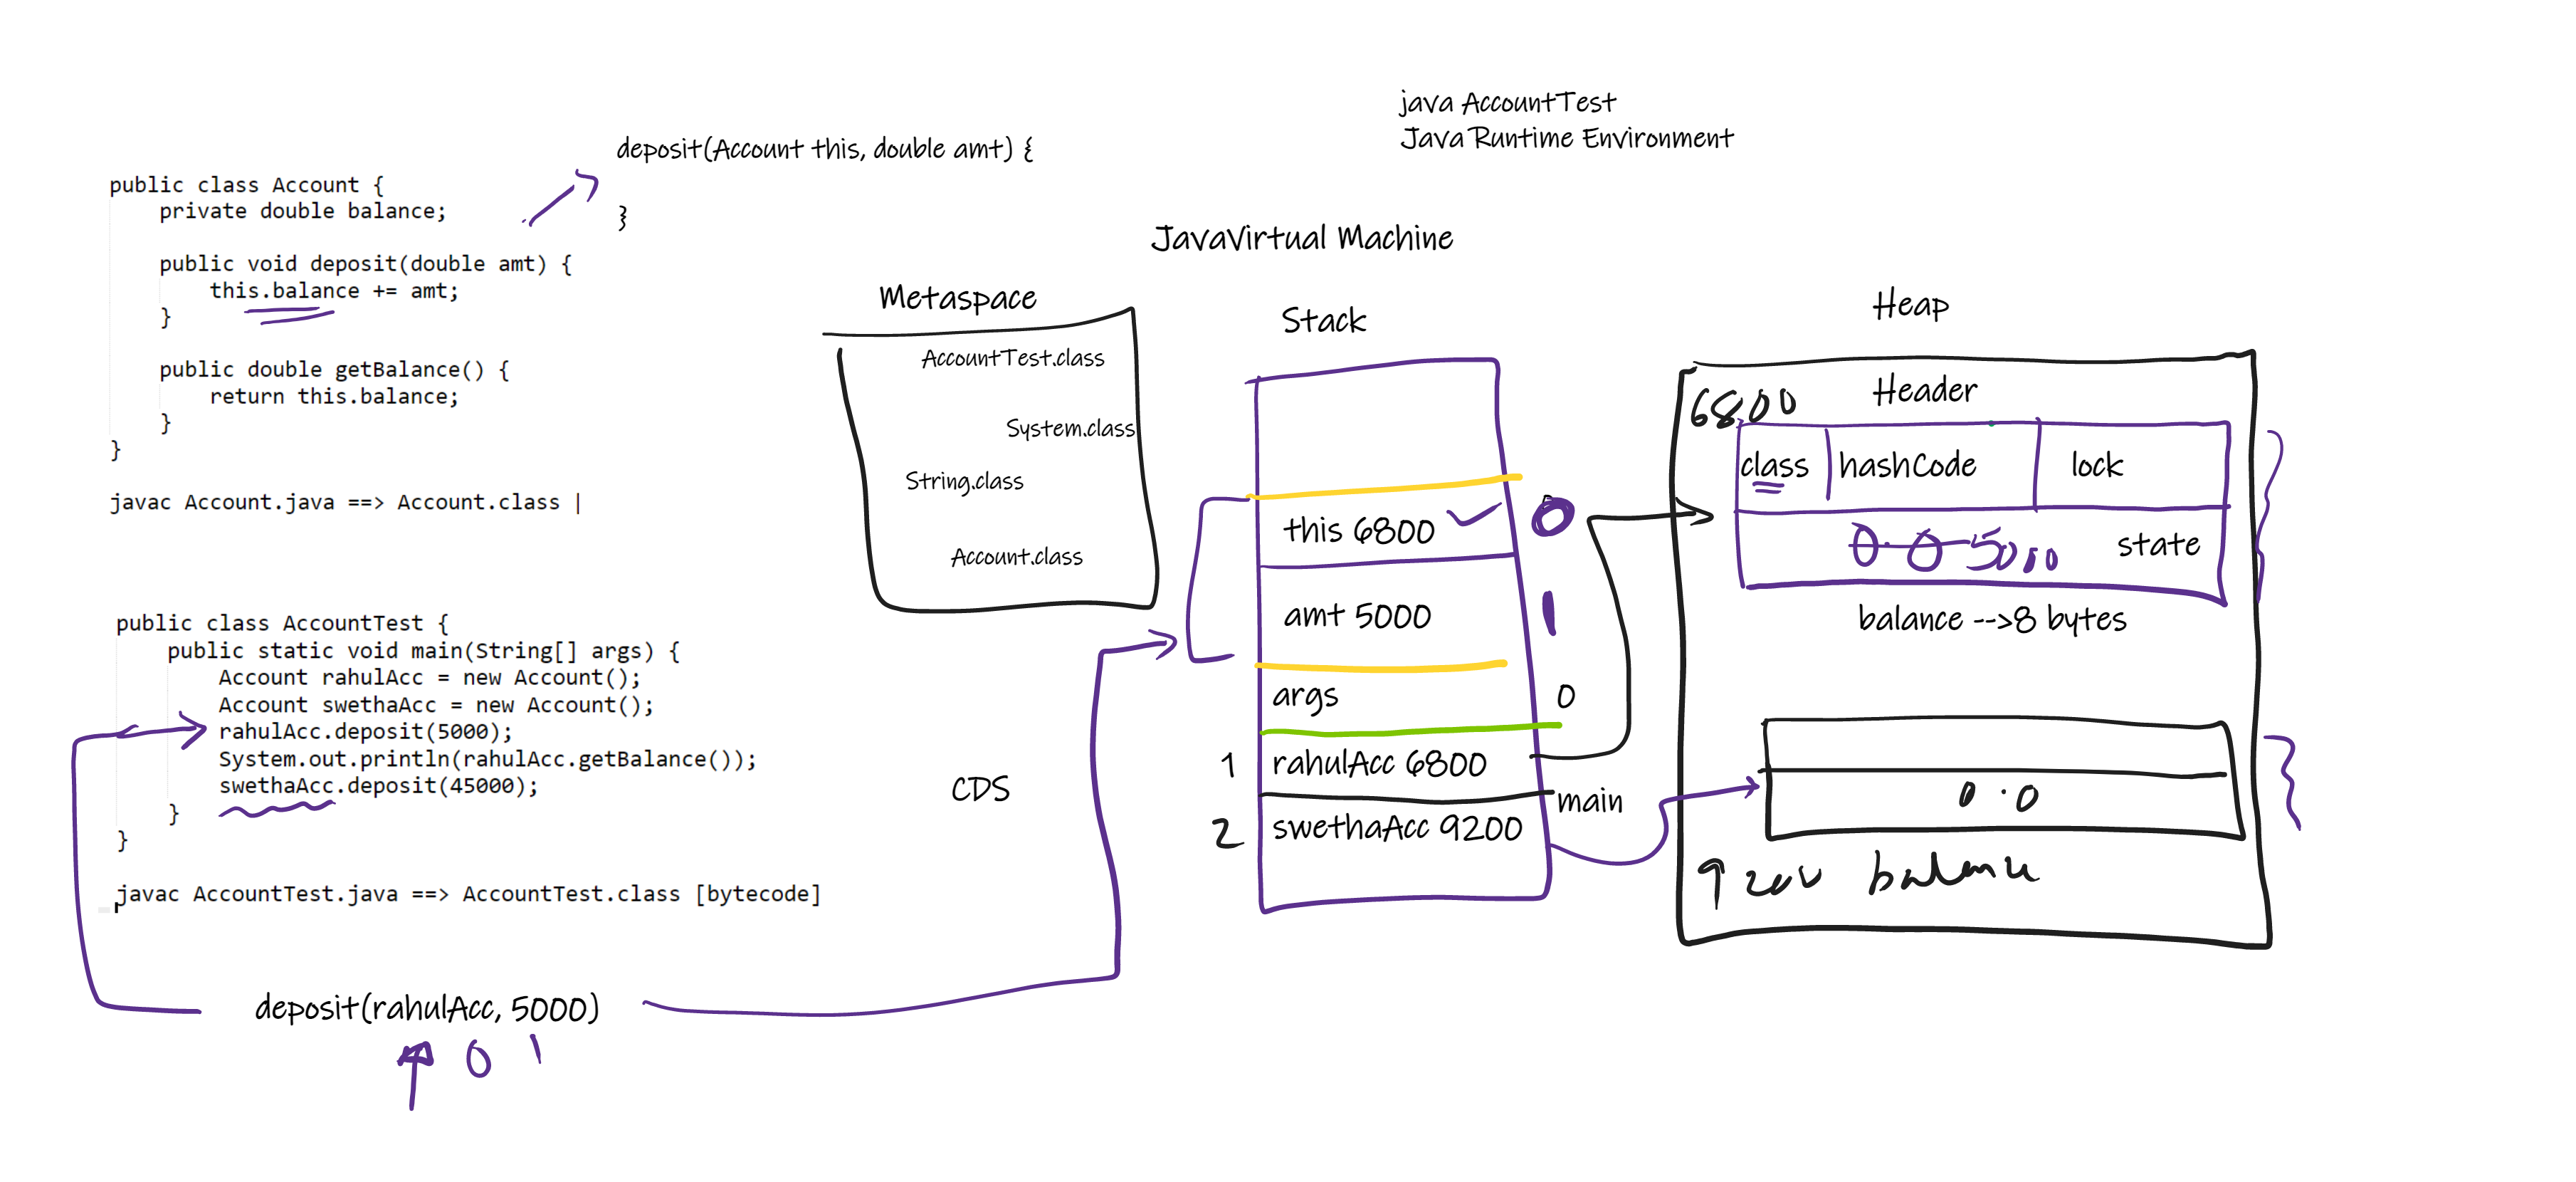 java AccountTest
Java Runtime Environment
deposit(Account this, double amt) {
}
public class Account {
private double balance;
public void deposit(double amt) {
this.balance += amt;
}
public double getBalance() {
return this.balance;
}
}
javac Account.java ==> Account.class |
public class AccountTest {
public static void main(String[] args) {
Account rahulAcc = new Account();
Account swethaAcc = new Account();
rahulAcc.deposit(5000);
System.out.println(rahulAcc.getBalance());
swethaAcc.deposit(45000);
}
}
javac AccountTest.java ==> AccountTest.class [bytecode]
deposit(rahulAcc, 5000)
0 1
JavaVirtual Machine
Metaspace
AccountTest.class
System.class
String.class
Account.class
CDS
Stack
this 6800 0
amt 5000 1
args 0
1 rahulAcc 6800
main
2 swethaAcc 9200
Heap
6800 Header
class hashCode lock
0.0 5000 state
balance -->8 bytes
0.0
balance